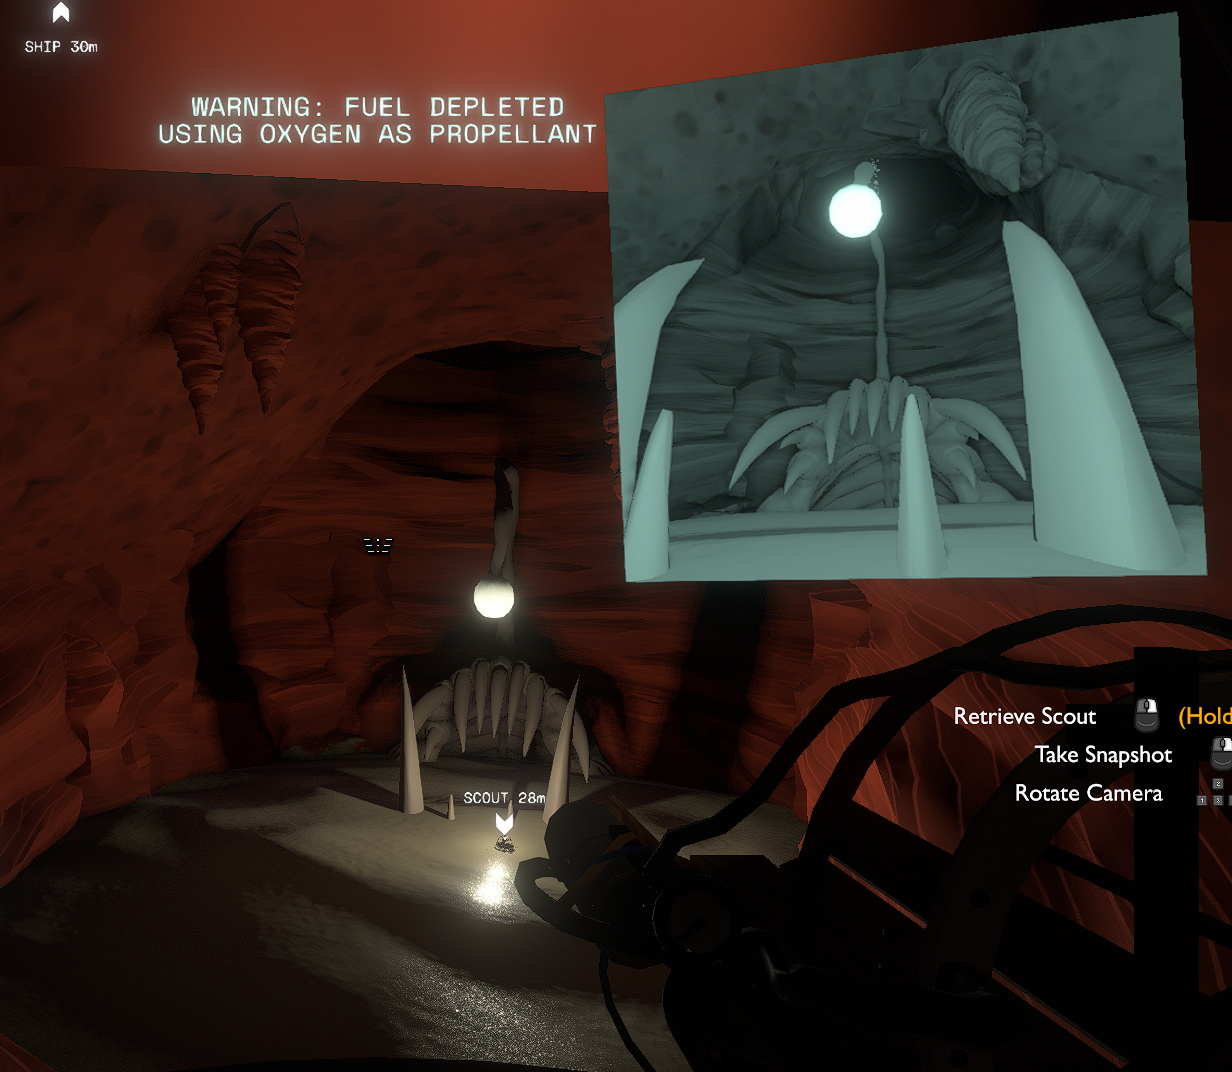 SHIP 30m
WARNING: FUEL DEPLETED
USING OXYGEN AS PROPELLANT
Retrieve Scout (Hold
Take Snapshot
Rotate Camera
SCOUT 28m